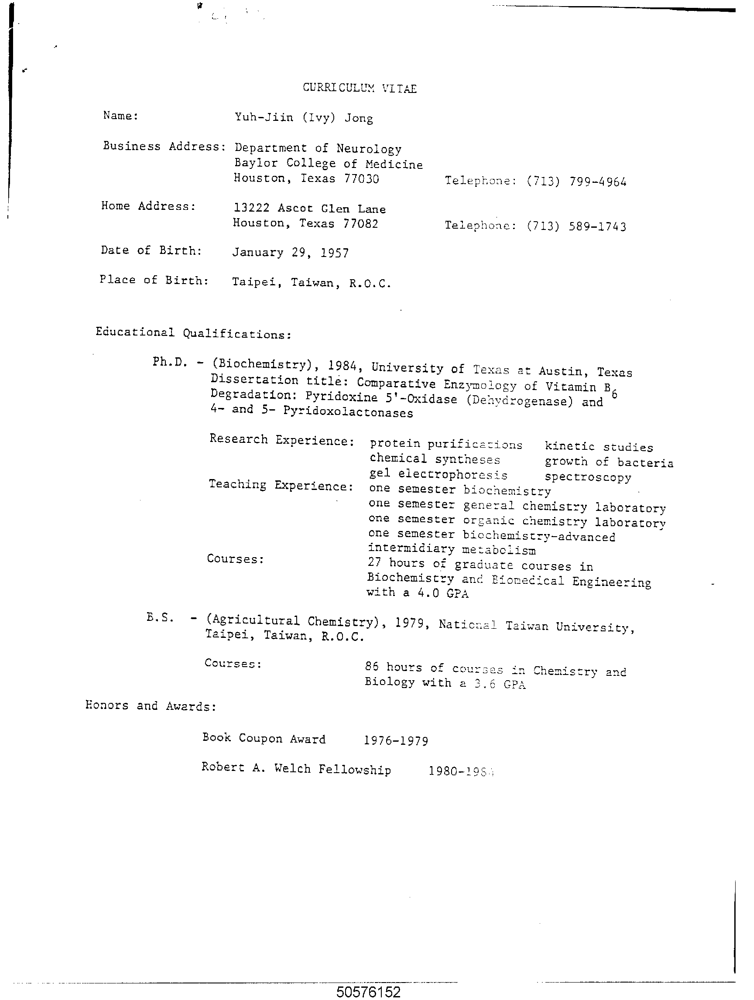 CURRICULUM VITAE
Name: Yuh-Jiin (Ivy) Jong
Business Address: Department of Neurology
Baylor College of Medicine
Houston, Texas 77030 Telephone: (713) 799-4964
Home Address: 13222 Ascot Glen Lane
Houston, Texas 77082 Telephone: (713) 589-1743
Date of Birth: January 29, 1957
Place of Birth: Taipei, Taiwan, R.O.C.
Educational Qualifications:
Ph.D. - (Biochemistry), 1984, University of Texas at Austin, Texas
Dissertation title: Comparative Enzymology of Vitamin B6
Degradation: Pyridoxine 5'-Oxidase (Dehydrogenase) and
4- and 5- Pyridoxolactonases
Research Experience: protein purifications kinetic studies
chemical syntheses growth of bacteria
gel electrophoresis spectroscopy
Teaching Experience: one semester biochemistry
one semester general chemistry laboratory
one semester organic chemistry laboratory
one semester biochemistry-advanced
intermidiary metabolism
Courses: 27 hours of graduate courses in
Biochemistry and Biomedical Engineering
with a 4.0 GPA
B.S. - (Agricultural Chemistry), 1979, National Taiwan University,
Taipei, Taiwan, R.O.C.
Courses: 86 hours of courses in Chemistry and
Biology with a 3.6 GPA
Honors and Awards:
Book Coupon Award 1976-1979
Robert A. Welch Fellowship 1980-1984
50576152